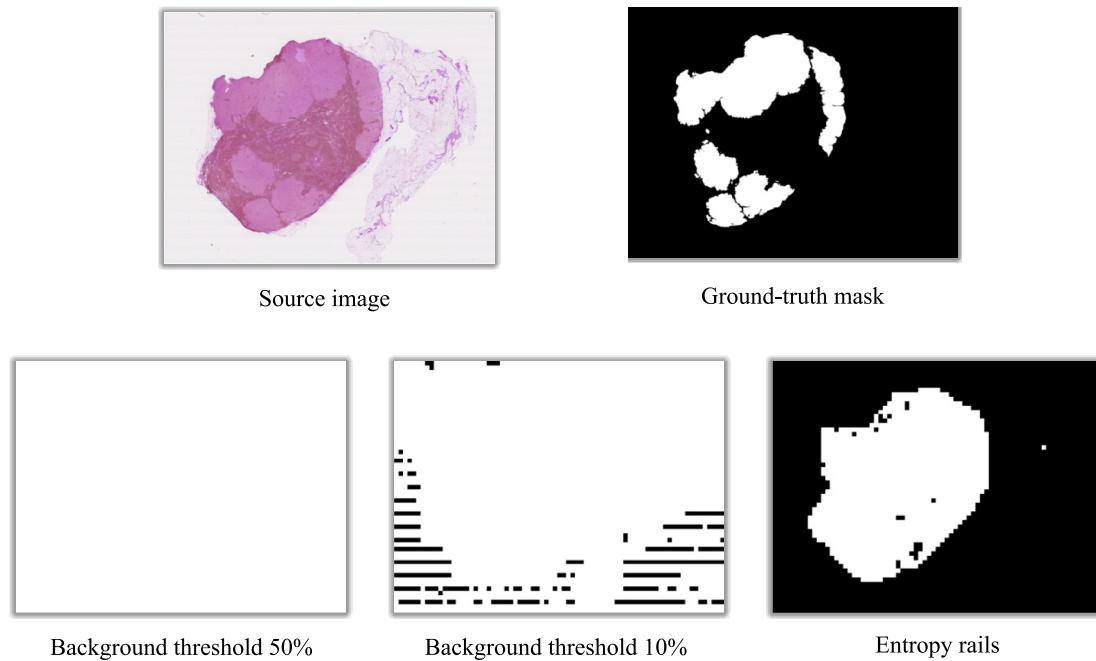 Source image
Ground-truth mask
Background threshold 50%
Background threshold 10%
Entropy rails